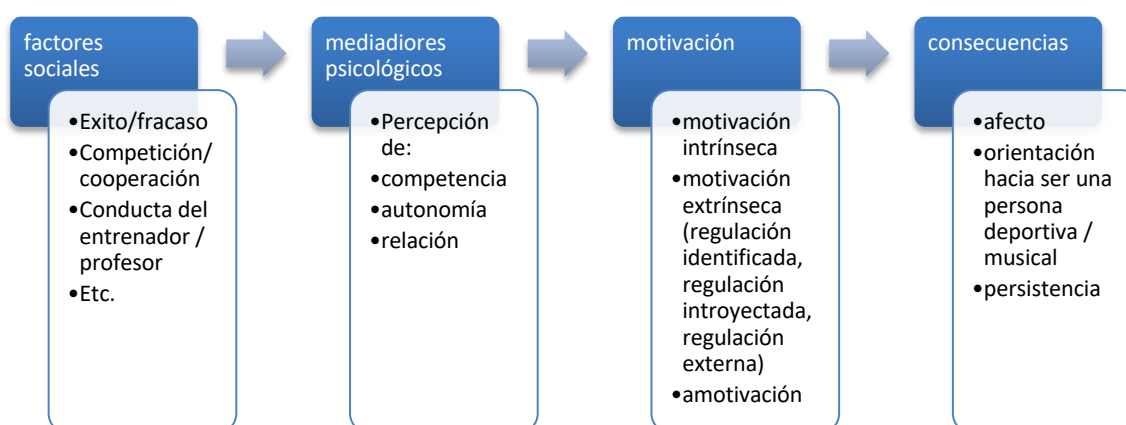 factores
sociales
•Exito/fracaso
•Competición/
cooperación
•Conducta del
entrenador /
profesor
•Etc.
mediadiores
psicológicos
•Percepción
de:
•competencia
•autonomía
•relación
motivación
•motivación
intrínseca
•motivación
extrínseca
(regulación
identificada,
regulación
introyectada,
regulación
externa)
•amotivación
consecuencias
•afecto
•orientación
hacia ser una
persona
deportiva /
musical
•persistencia